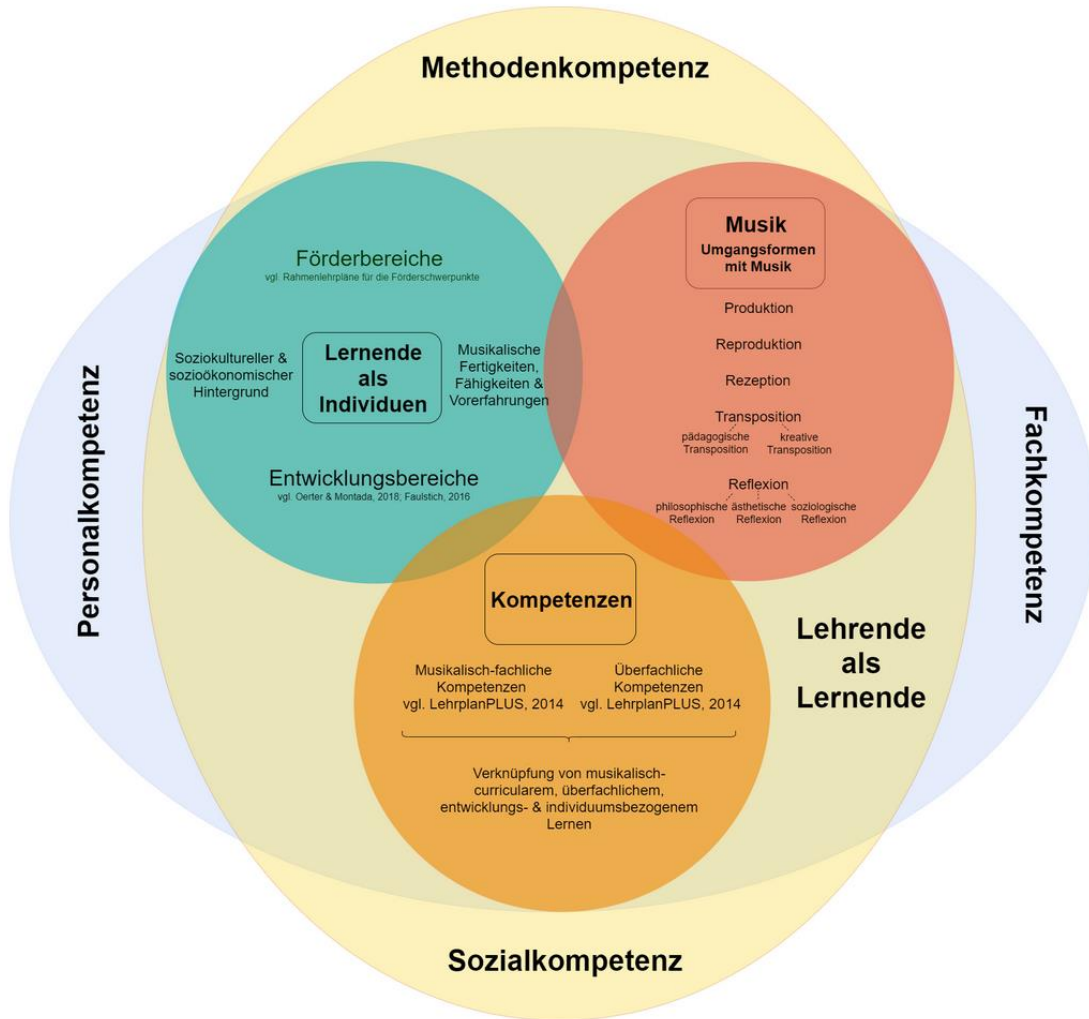 Methodenkompetenz
Personalkompetenz
Förderbereiche
vgl. Rahmenlehrpläne für die Förderschwerpunkte
Soziokultureller &
sozioökonomischer
Hintergrund
Lernende
als
Individuen
Musikalische
Fertigkeiten,
Fähigkeiten &
Vorerfahrungen
Entwicklungsbereiche
vgl. Oerter & Montada, 2018; Faulstich, 2016
Musik
Umgangsformen
mit Musik
Produktion
Reproduktion
Rezeption
Transposition
pädagogische
Transposition
kreative
Transposition
Reflexion
philosophische
Reflexion
ästhetische
Reflexion
soziologische
Reflexion
Fachkompetenz
Kompetenzen
Musikalisch-fachliche
Kompetenzen
vgl. LehrplanPLUS, 2014
Überfachliche
Kompetenzen
vgl. LehrplanPLUS, 2014
Verknüpfung von musikalisch-
curricularem, überfachlichem,
entwicklungs- & individuumsbezogenem
Lernen
Lehrende
als
Lernende
Sozialkompetenz